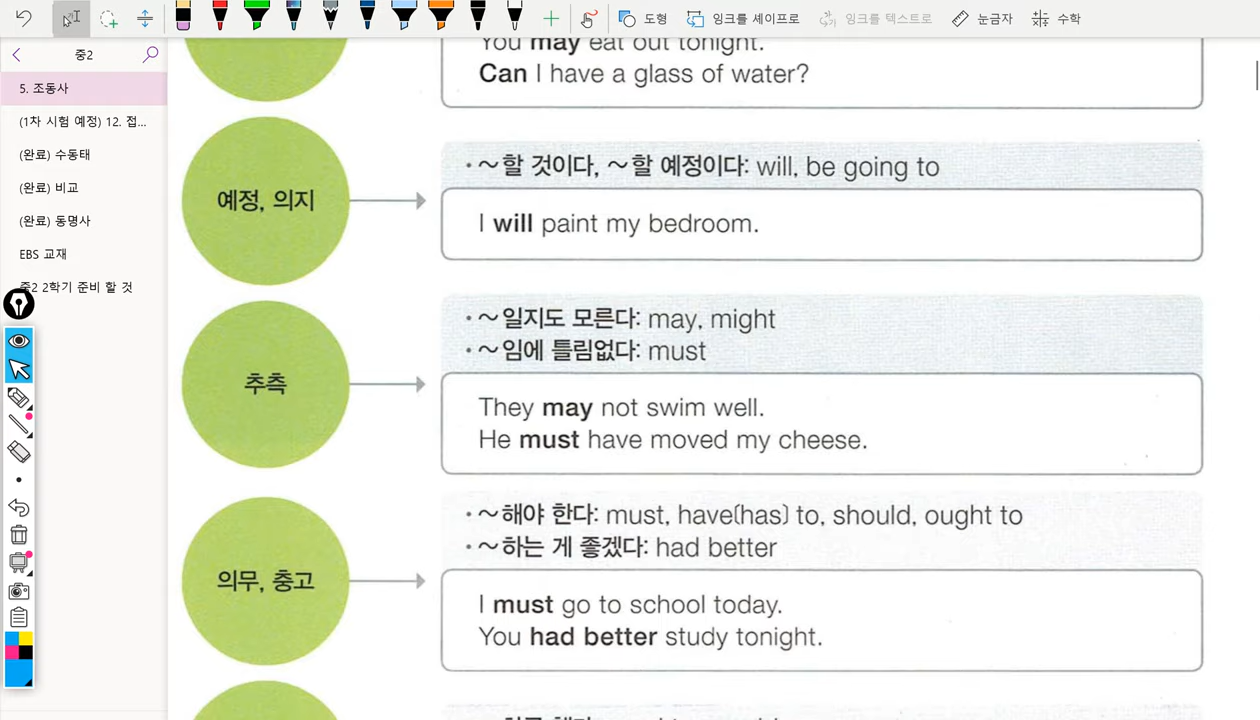 도형
잉크를 셰이프로
잉크를 텍스트로
눈금자
수학
중2
5. 조동사
(1차 시험 예정) 12. 접...
(완료) 수동태
(완료) 비교
(완료) 동명사
EBS 교재
중2 2학기 준비 할 것
You may eat out tonight.
Can I have a glass of water?
예정, 의지
• ~할 것이다, ~할 예정이다: will, be going to
I will paint my bedroom.
추측
• ~일지도 모른다: may, might
• ~임에 틀림없다: must
They may not swim well.
He must have moved my cheese.
의무, 충고
• ~해야 한다: must, have(has) to, should, ought to
• ~하는 게 좋겠다: had better
I must go to school today.
You had better study tonight.